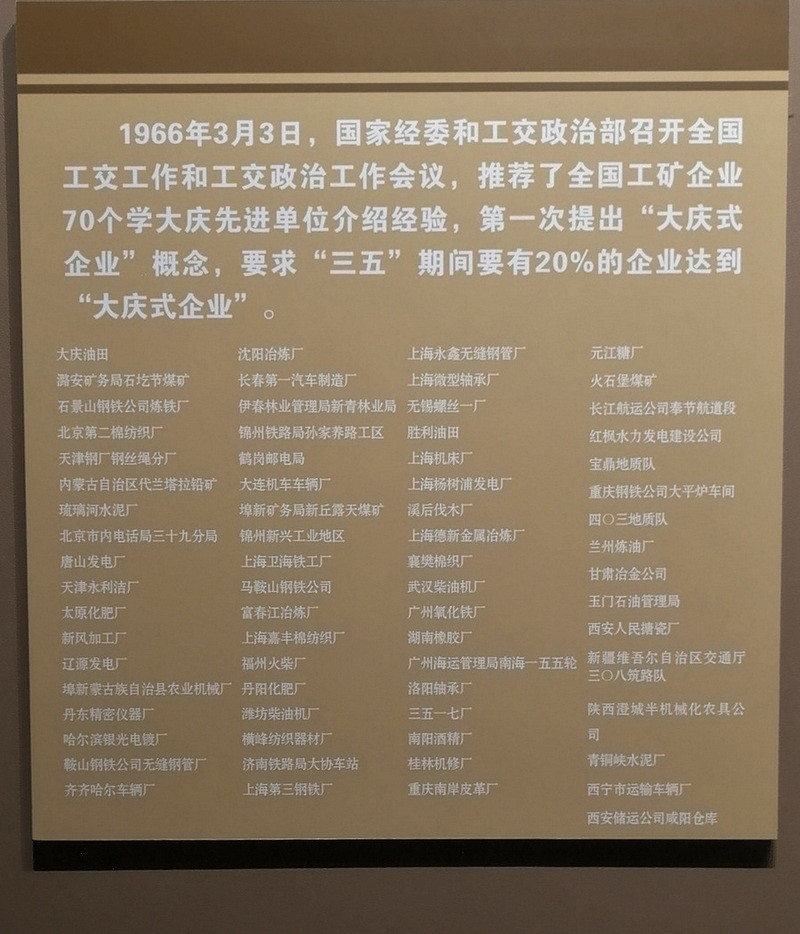 1966年3月3日，国家经委和工交政治部召开全国
工交工作和工交政治工作会议，推荐了全国工矿企业
70个学大庆先进单位介绍经验，第一次提出“大庆式
企业”概念，要求“三五”期间要有20%的企业达到
“大庆式企业”。
大庆油田
潞安矿务局石圪节煤矿
石景山钢铁公司炼铁厂
北京第二棉纺织厂
天津钢厂钢丝绳分厂
内蒙古自治区代兰塔拉铅矿
琉璃河水泥厂
北京市内电话局三十九分局
唐山发电厂
天津永利洁厂
太原化肥厂
新风加工厂
辽源发电厂
埠新蒙古族自治县农业机械厂
丹东精密仪器厂
哈尔滨银光电镀厂
鞍山钢铁公司无缝钢管厂
齐齐哈尔车辆厂
沈阳冶炼厂
长春第一汽车制造厂
伊春林业管理局新青林业局
锦州铁路局孙家养路工区
鹤岗邮电局
大连机车车辆厂
埠新矿务局新丘露天煤矿
锦州新兴工业地区
上海卫海铁工厂
马鞍山钢铁公司
富春江冶炼厂
上海嘉丰棉纺织厂
福州火柴厂
丹阳化肥厂
潍坊柴油机厂
横峰纺织器材厂
济南铁路局大协车站
上海第三钢铁厂
上海永鑫无缝钢管厂
上海微型轴承厂
无锡螺丝一厂
胜利油田
上海机床厂
上海杨树浦发电厂
溪后伐木厂
上海德新金属冶炼厂
襄樊棉织厂
武汉柴油机厂
广州氧化铁厂
湖南橡胶厂
广州海运管理局南海一五五轮
洛阳轴承厂
三五一七厂
南阳酒精厂
桂林机修厂
重庆南岸皮革厂
元江糖厂
火石堡煤矿
长江航运公司奉节航道段
红枫水力发电建设公司
宝鼎地质队
重庆钢铁公司大平炉车间
四〇三地质队
兰州炼油厂
甘肃冶金公司
玉门石油管理局
西安人民搪瓷厂
新疆维吾尔自治区交通厅
三〇八筑路队
陕西澄城半机械化农具公
司
青铜峡水泥厂
西宁市运输车辆厂
西安储运公司咸阳仓库